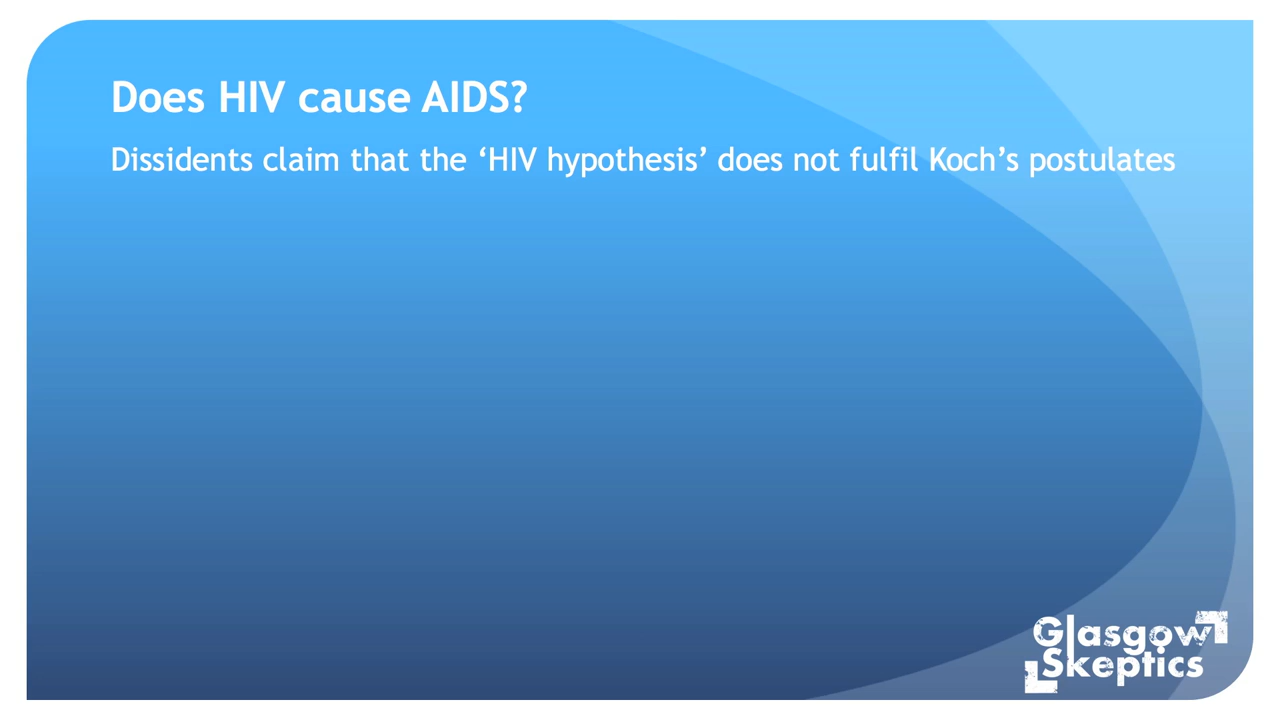 Does HIV cause AIDS?
Dissidents claim that the ‘HIV hypothesis’ does not fulfil Koch’s postulates
Glasgow
Skeptics